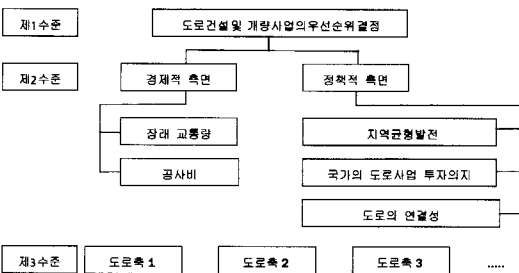 제1수준 도로건설및 개량사업의우선순위결정
제2수준 경제적 측면 정책적 측면
장래 교통량 지역균형발전
공사비 국가의 도로사업 투자의지
도로의 연결성
제3수준 도로축 1 도로축 2 도로축 3 .....